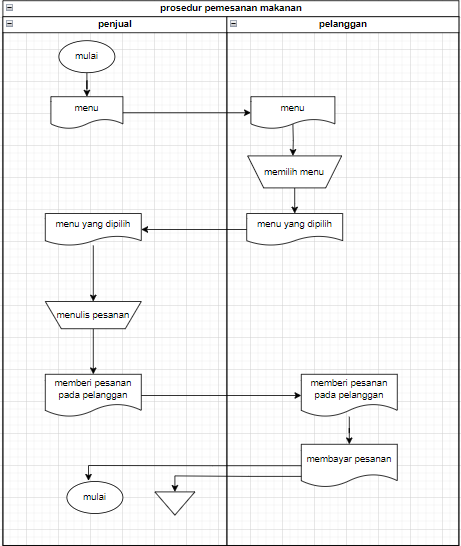 prosedur pemesanan makanan
penjual
pelanggan
mulai
menu
menu
memilih menu
menu yang dipilih
menu yang dipilih
menulis pesanan
memberi pesanan
pada pelanggan
memberi pesanan
pada pelanggan
membayar pesanan
mulai